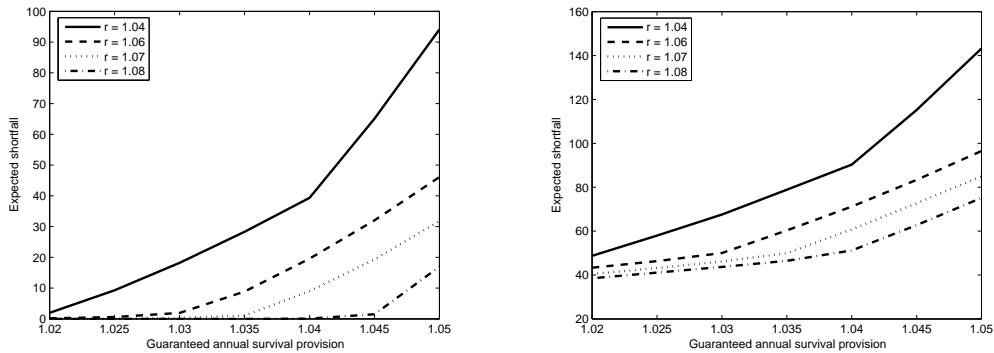 100
90
80
70
60
50
40
30
20
10
0
Expected shortfall
r = 1.04
r = 1.06
r = 1.07
r = 1.08
1.02 1.025 1.03 1.035 1.04 1.045 1.05
Guaranteed annual survival provision
160
140
120
100
80
60
40
20
Expected shortfall
r = 1.04
r = 1.06
r = 1.07
r = 1.08
1.02 1.025 1.03 1.035 1.04 1.045 1.05
Guaranteed annual survival provision